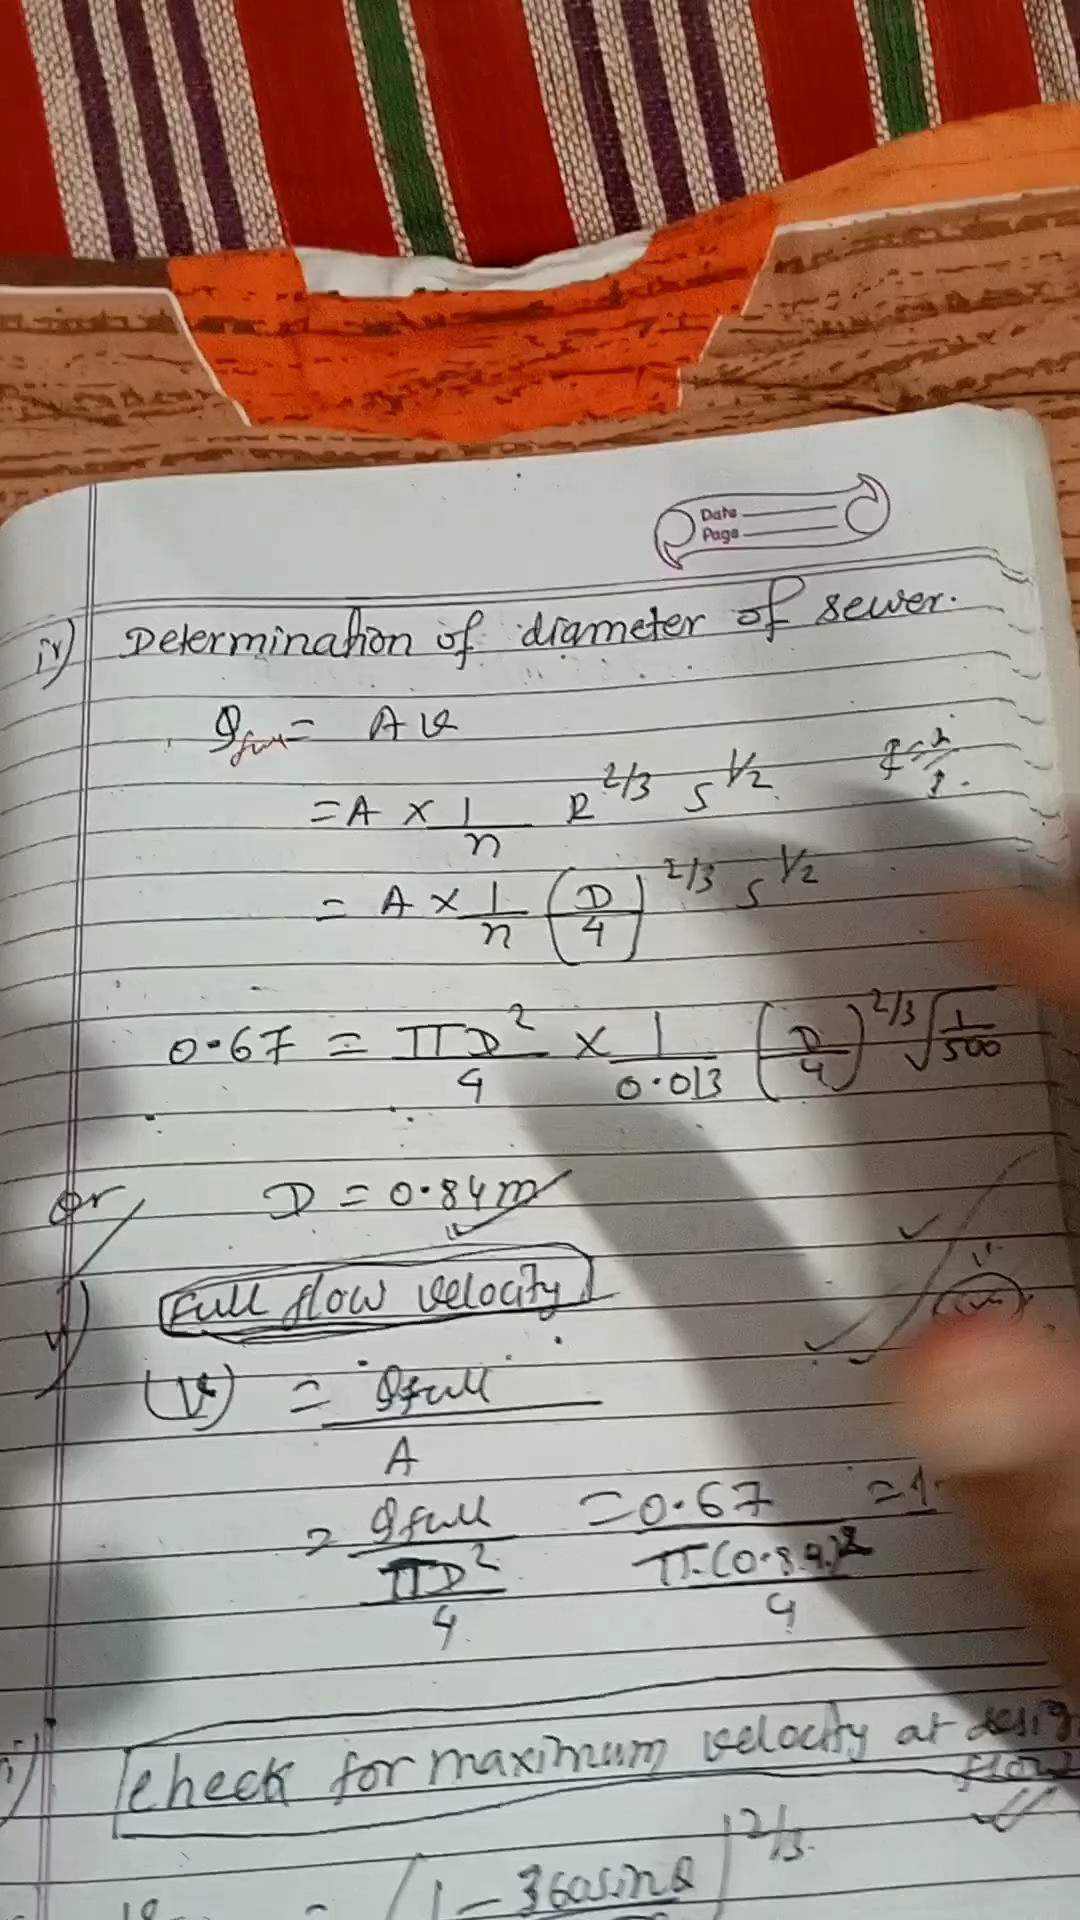 Date
Page
iv) Determination of diameter of sewer.
Qfull = A v
= A × 1/n R^2/3 S^1/2
= A × 1/n (D/4)^2/3 S^1/2
0.67 = πD^2/4 × 1/0.013 (D/4)^2/3 √1/500
or D = 0.84m
v) Full flow velocity
(v) = Qfull/A
= Qfull/πD^2/4 = 0.67/π.(0.84)^2/4 = 1.
check for maximum velocity at desig
flow
= (1 - 360sinθ)^2/3